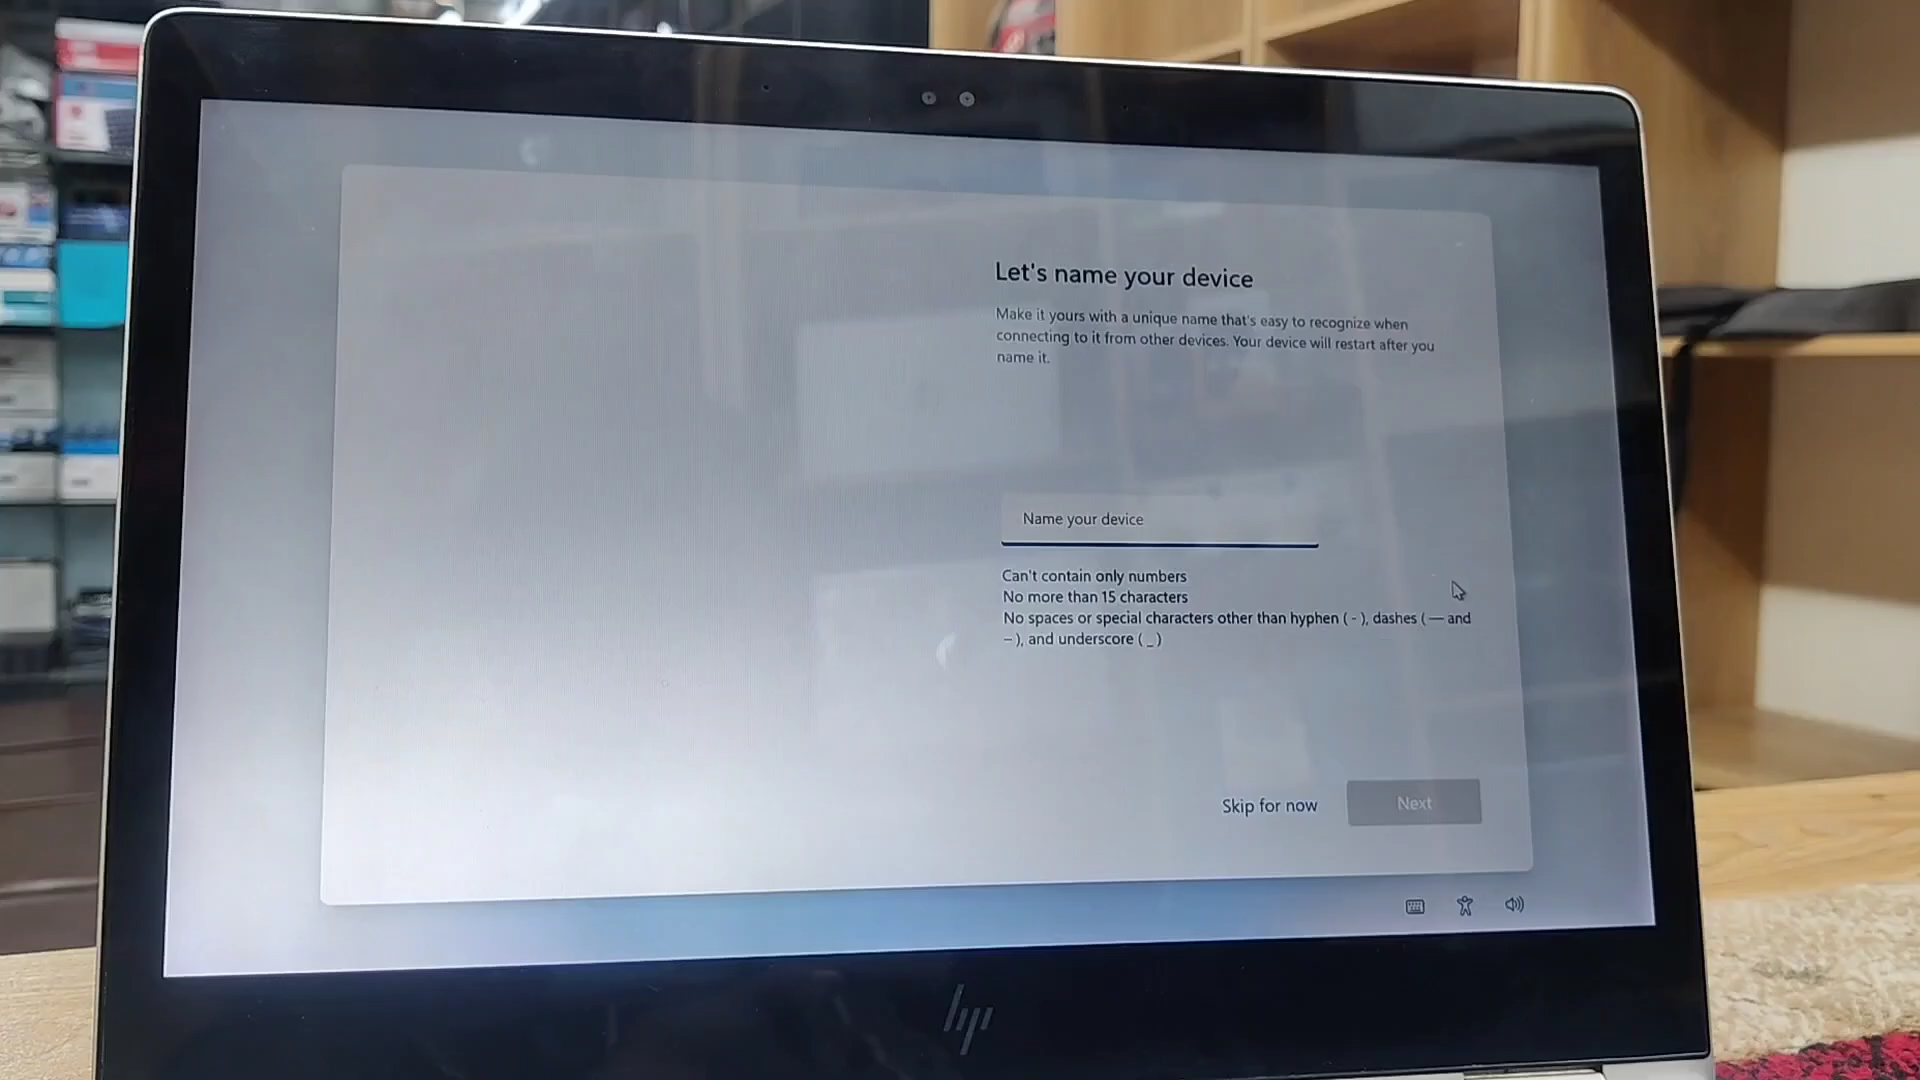 Let's name your device
Make it yours with a unique name that's easy to recognize when
connecting to it from other devices. Your device will restart after you
name it.
Name your device
Can't contain only numbers
No more than 15 characters
No spaces or special characters other than hyphen ( - ), dashes ( — and
– ), and underscore ( _ )
Skip for now
Next
hp